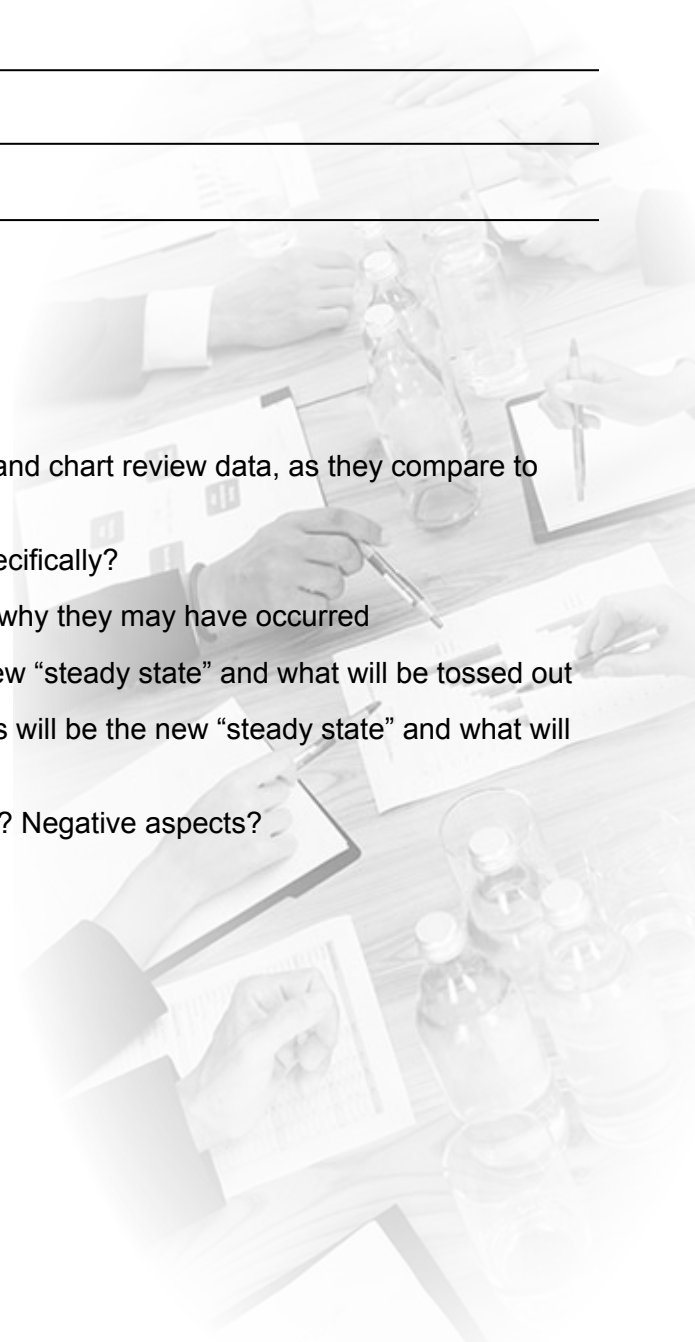 and chart review data, as they compare to
ecifically?
why they may have occurred
ew “steady state” and what will be tossed out
s will be the new “steady state” and what will
? Negative aspects?